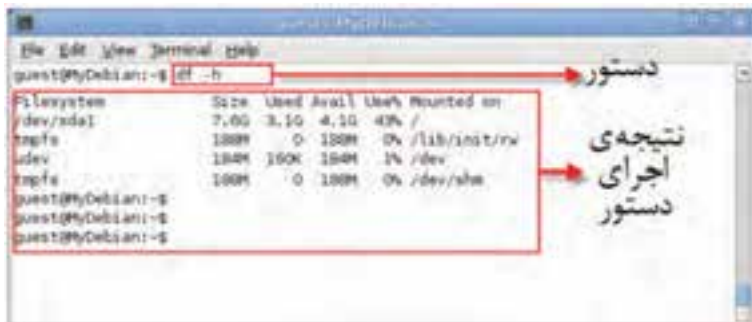 guest@MyDebian:~
File Edit View Terminal Help
guest@MyDebian:~$ df -h
دستور
Filesystem Size Used Avail Use% Mounted on
/dev/sda1 7.6G 3.1G 4.1G 43% /
tmpfs 188M 0 188M 0% /lib/init/rw
udev 184M 160K 184M 1% /dev
tmpfs 188M 0 188M 0% /dev/shm
guest@MyDebian:~$
guest@MyDebian:~$
guest@MyDebian:~$
نتیجه‌ی
اجرای
دستور